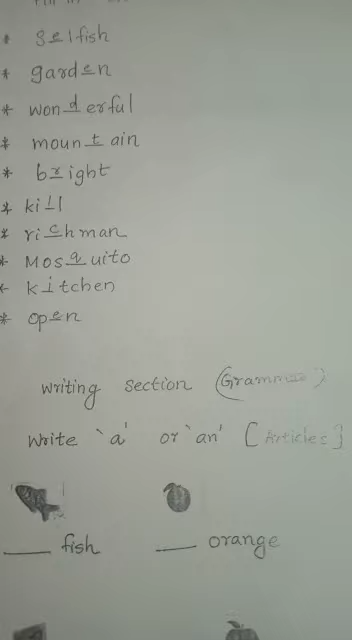 * selfish
* garden
* wonderful
* mountain
* bright
* kill
* richman
* Mosquito
* kitchen
* open
writing section (Grammar)
write 'a' or 'an' [Articles]
___ fish ___ orange